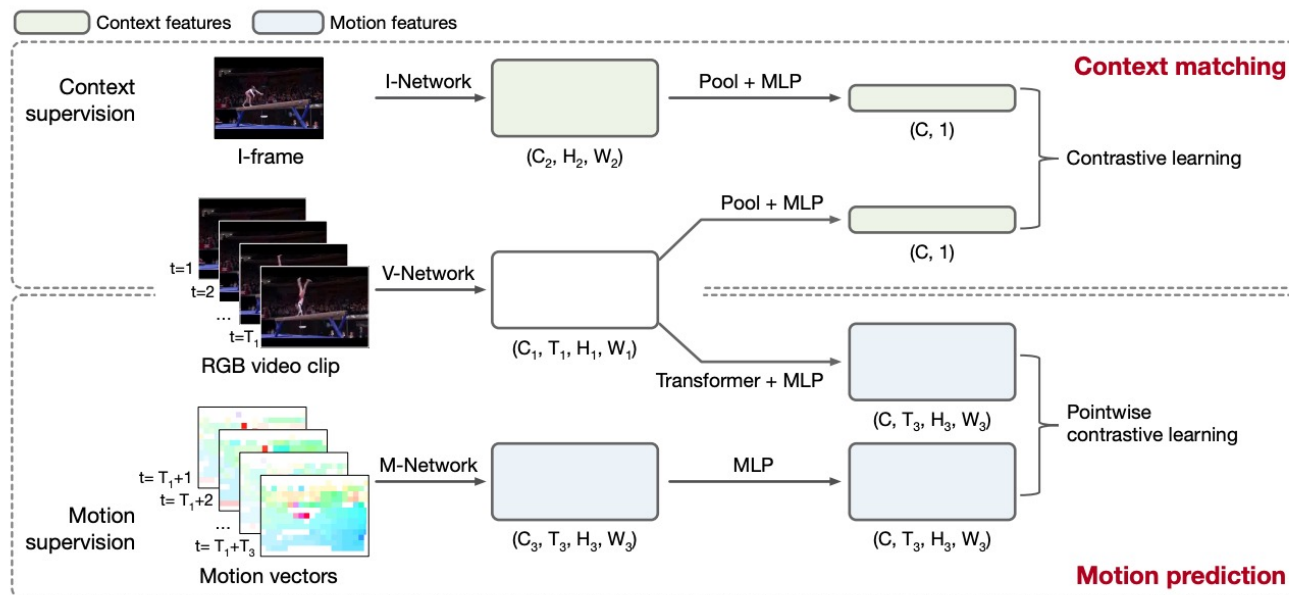 Context features
Motion features
Context
supervision
I-frame
I-Network
(C₂, H₂, W₂)
Pool + MLP
(C, 1)
Context matching
Contrastive learning
t=1
t=2
...
t=T₁
RGB video clip
V-Network
(C₁, T₁, H₁, W₁)
Pool + MLP
(C, 1)
Transformer + MLP
(C, T₃, H₃, W₃)
Pointwise
contrastive learning
Motion
supervision
t= T₁+1
t= T₁+2
...
t= T₁+T₃
Motion vectors
M-Network
(C₃, T₃, H₃, W₃)
MLP
(C, T₃, H₃, W₃)
Motion prediction